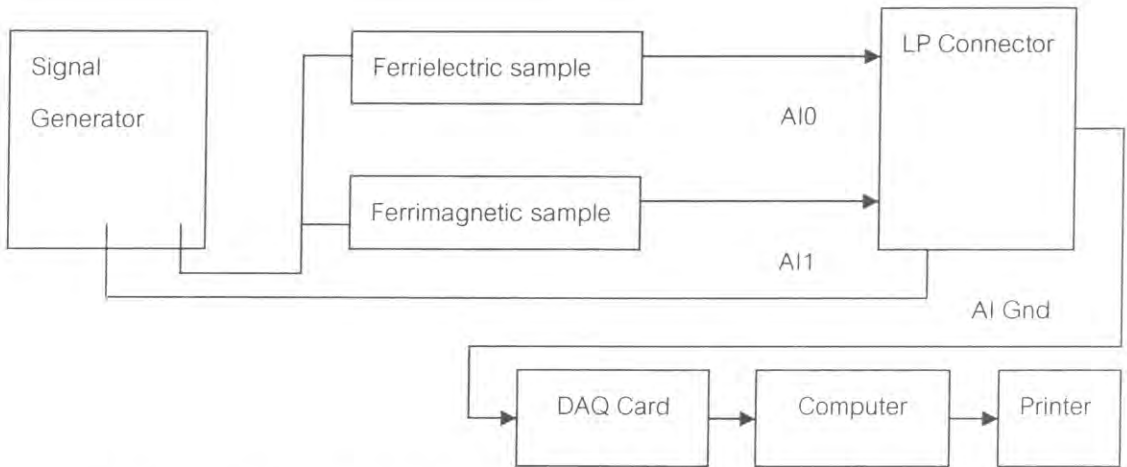 Signal
Generator
Ferrielectric sample
LP Connector
AI0
Ferrimagnetic sample
AI1
AI Gnd
DAQ Card
Computer
Printer